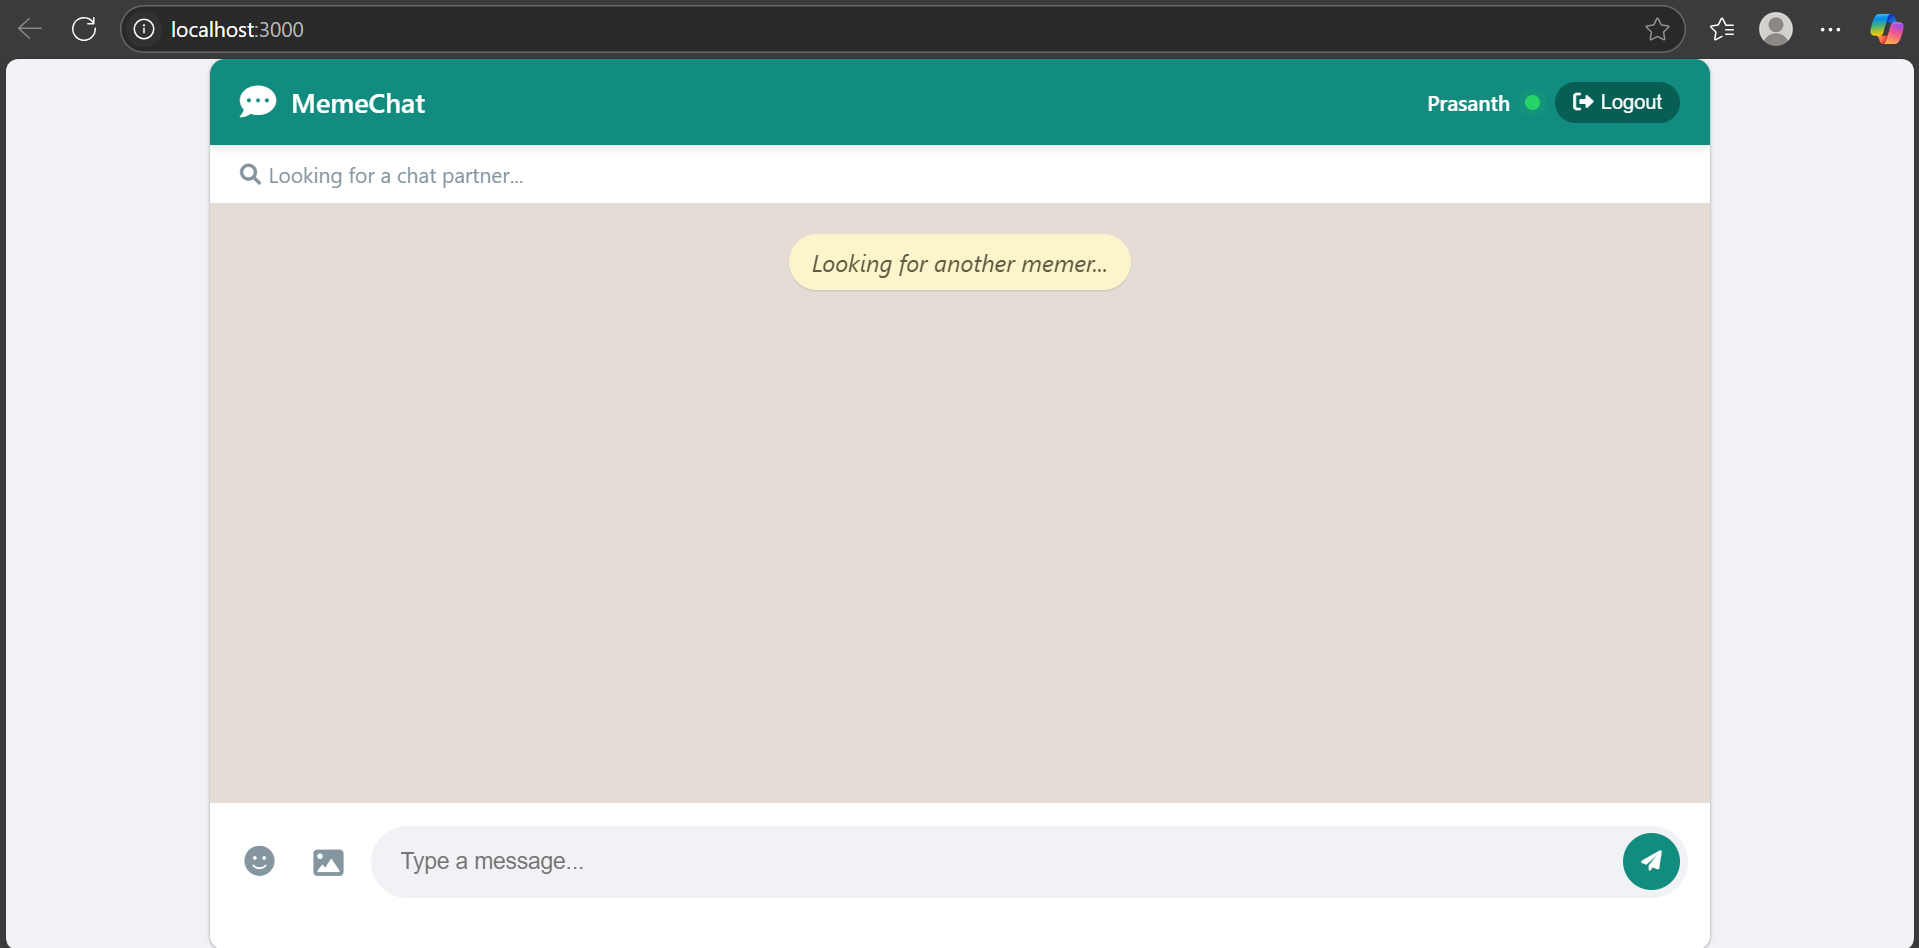 localhost:3000
MemeChat
Prasanth
Logout
Looking for a chat partner...
Looking for another memer...
Type a message...